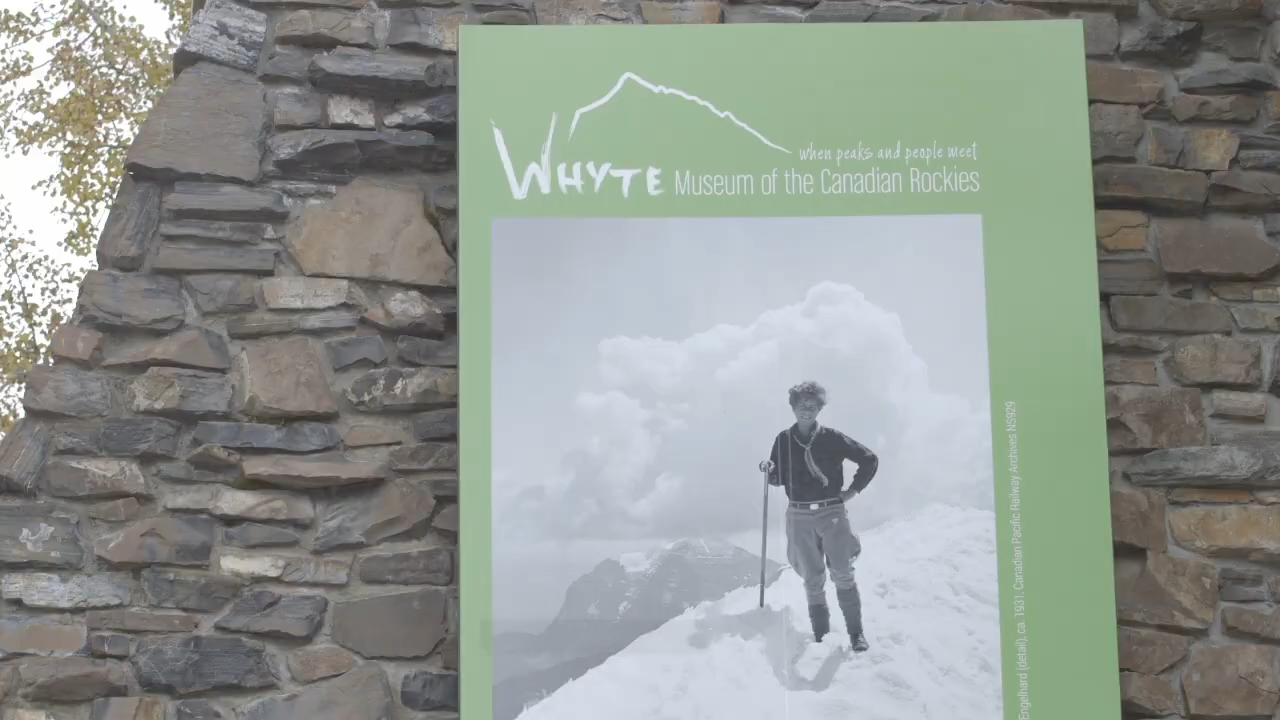 when peaks and people meet
WHYTE Museum of the Canadian Rockies
Engelhard (detail), ca. 1931. Canadian Pacific Railway Archives NS929